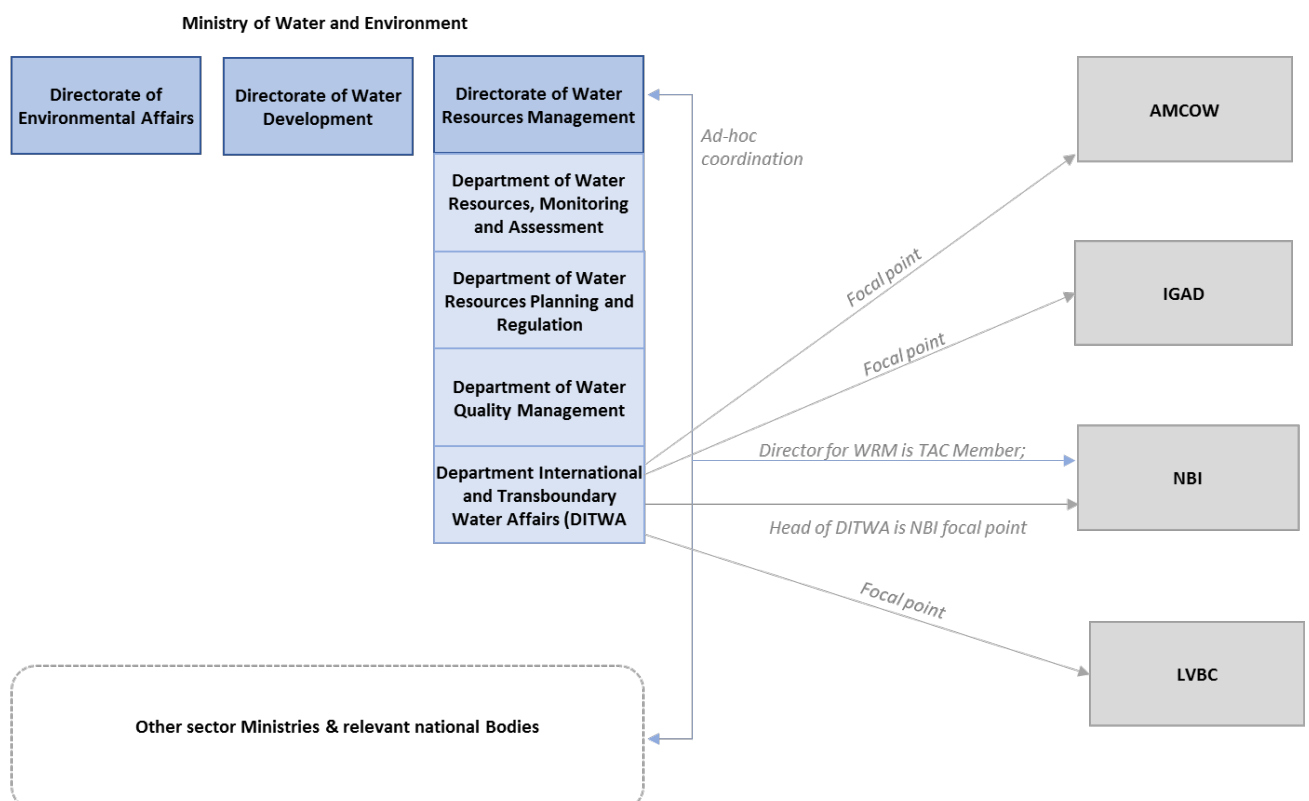 Ministry of Water and Environment
Directorate of
Environmental Affairs
Directorate of Water
Development
Directorate of Water
Resources Management
Ad-hoc
coordination
AMCOW
Department of Water
Resources, Monitoring
and Assessment
Department of Water
Resources Planning and
Regulation
Focal point
IGAD
Focal point
Department of Water
Quality Management
Department International
and Transboundary
Water Affairs (DITWA
Director for WRM is TAC Member;
NBI
Head of DITWA is NBI focal point
Focal point
LVBC
Other sector Ministries & relevant national Bodies